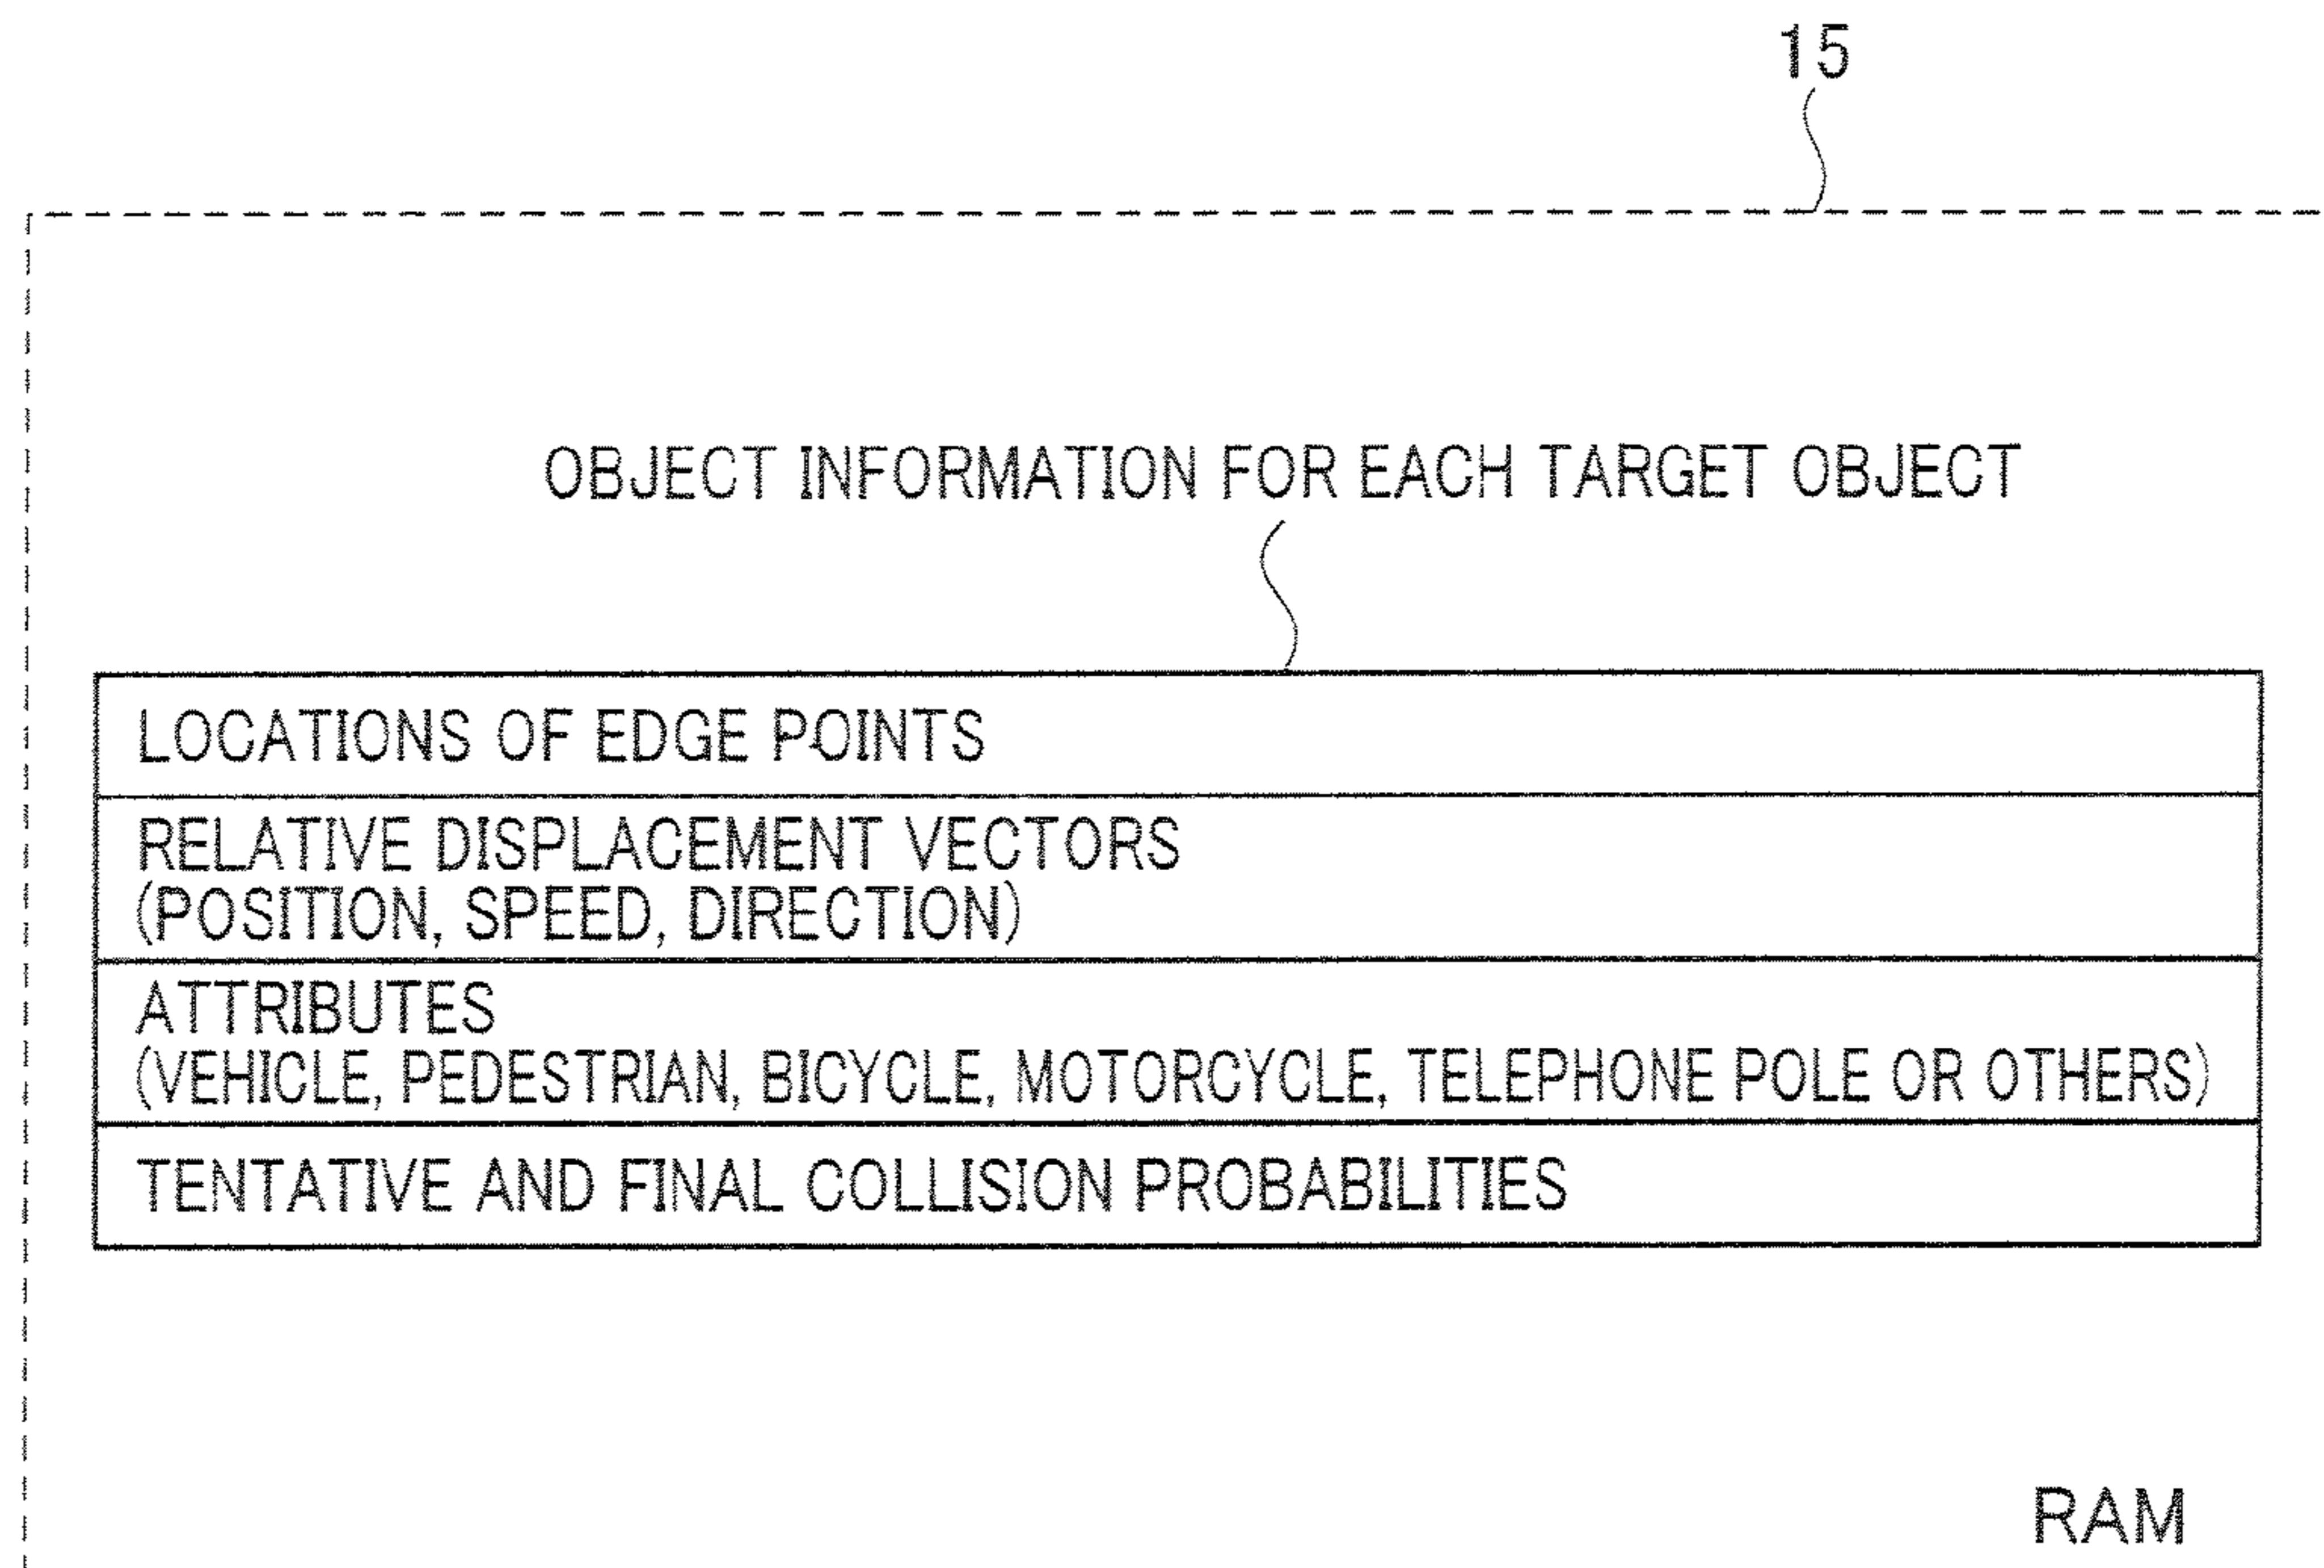 15
OBJECT INFORMATION FOR EACH TARGET OBJECT
LOCATIONS OF EDGE POINTS
RELATIVE DISPLACEMENT VECTORS
(POSITION, SPEED, DIRECTION)
ATTRIBUTES
(VEHICLE, PEDESTRIAN, BICYCLE, MOTORCYCLE, TELEPHONE POLE OR OTHERS)
TENTATIVE AND FINAL COLLISION PROBABILITIES
RAM